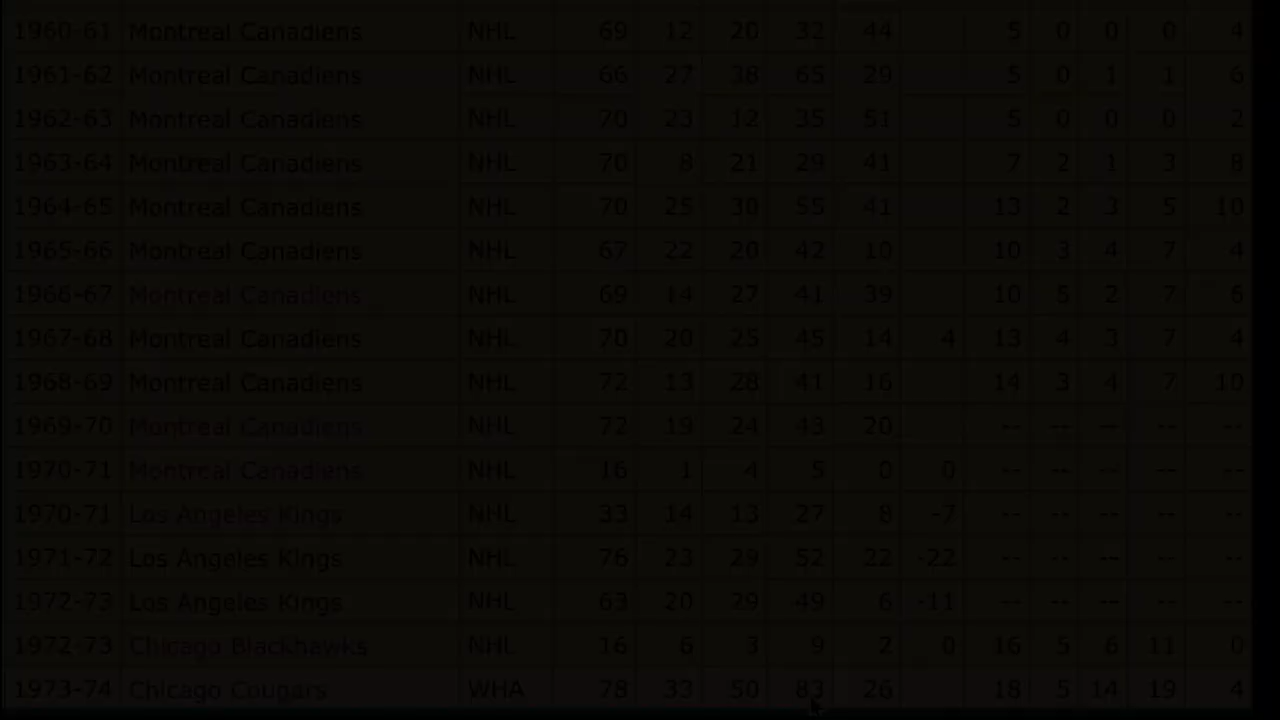 1960-61 Montreal Canadiens NHL 69 12 20 32 44 5 0 0 0 4
1961-62 Montreal Canadiens NHL 66 27 38 65 29 5 0 1 1 6
1962-63 Montreal Canadiens NHL 70 23 12 35 51 5 0 0 0 2
1963-64 Montreal Canadiens NHL 70 8 21 29 41 7 2 1 3 8
1964-65 Montreal Canadiens NHL 70 25 30 55 41 13 2 3 5 10
1965-66 Montreal Canadiens NHL 67 22 20 42 10 10 3 4 7 4
1966-67 Montreal Canadiens NHL 69 14 27 41 39 10 5 2 7 6
1967-68 Montreal Canadiens NHL 70 20 25 45 14 4 13 4 3 7 4
1968-69 Montreal Canadiens NHL 72 13 28 41 16 14 3 4 7 10
1969-70 Montreal Canadiens NHL 72 19 24 43 20 -- -- -- -- --
1970-71 Montreal Canadiens NHL 16 1 4 5 0 0 -- -- -- -- --
1970-71 Los Angeles Kings NHL 33 14 13 27 8 -7 -- -- -- -- --
1971-72 Los Angeles Kings NHL 76 23 29 52 22 -22 -- -- -- -- --
1972-73 Los Angeles Kings NHL 63 20 29 49 6 -11 -- -- -- -- --
1972-73 Chicago Blackhawks NHL 16 6 3 9 2 0 16 5 6 11 0
1973-74 Chicago Cougars WHA 78 33 50 83 26 18 5 14 19 4